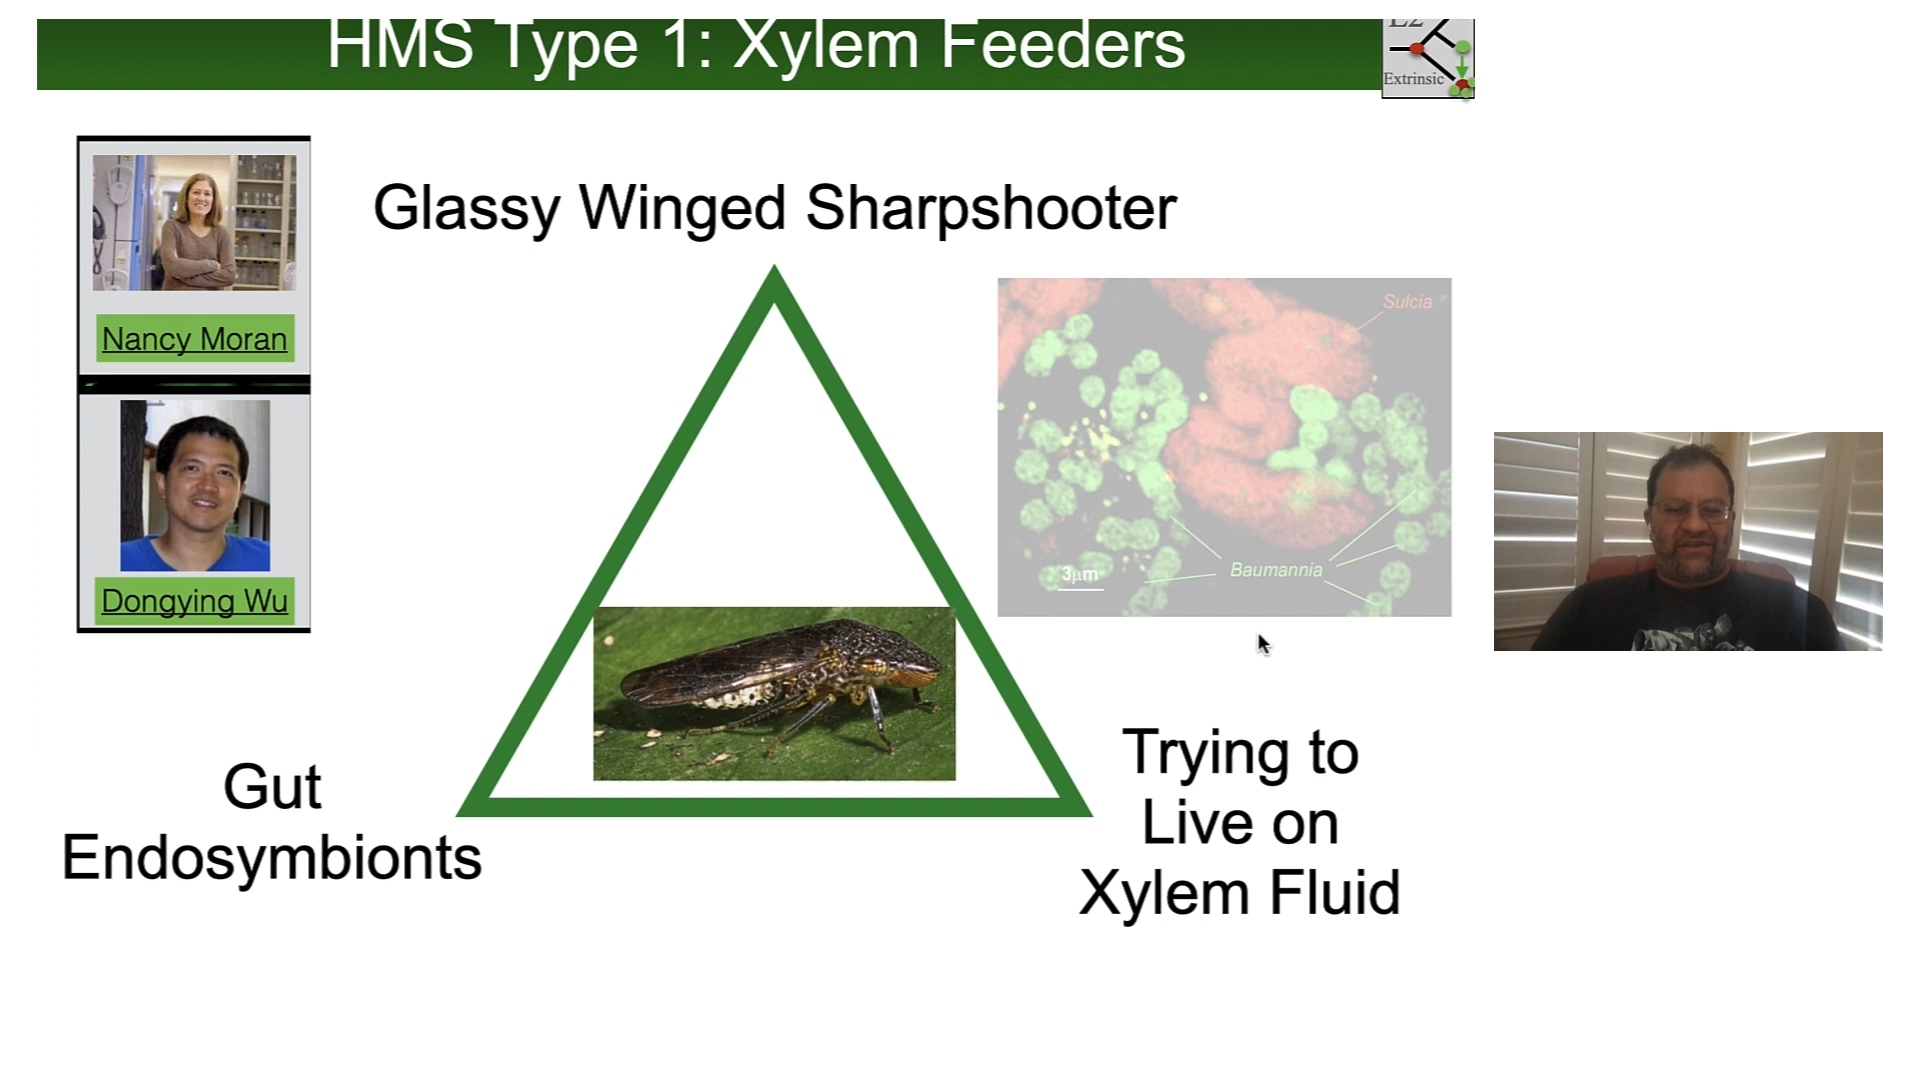 HMS Type 1: Xylem Feeders
E2
Extrinsic
Nancy Moran
Dongying Wu
Glassy Winged Sharpshooter
Sulcia
Baumannia
3µm
Gut
Endosymbionts
Trying to
Live on
Xylem Fluid